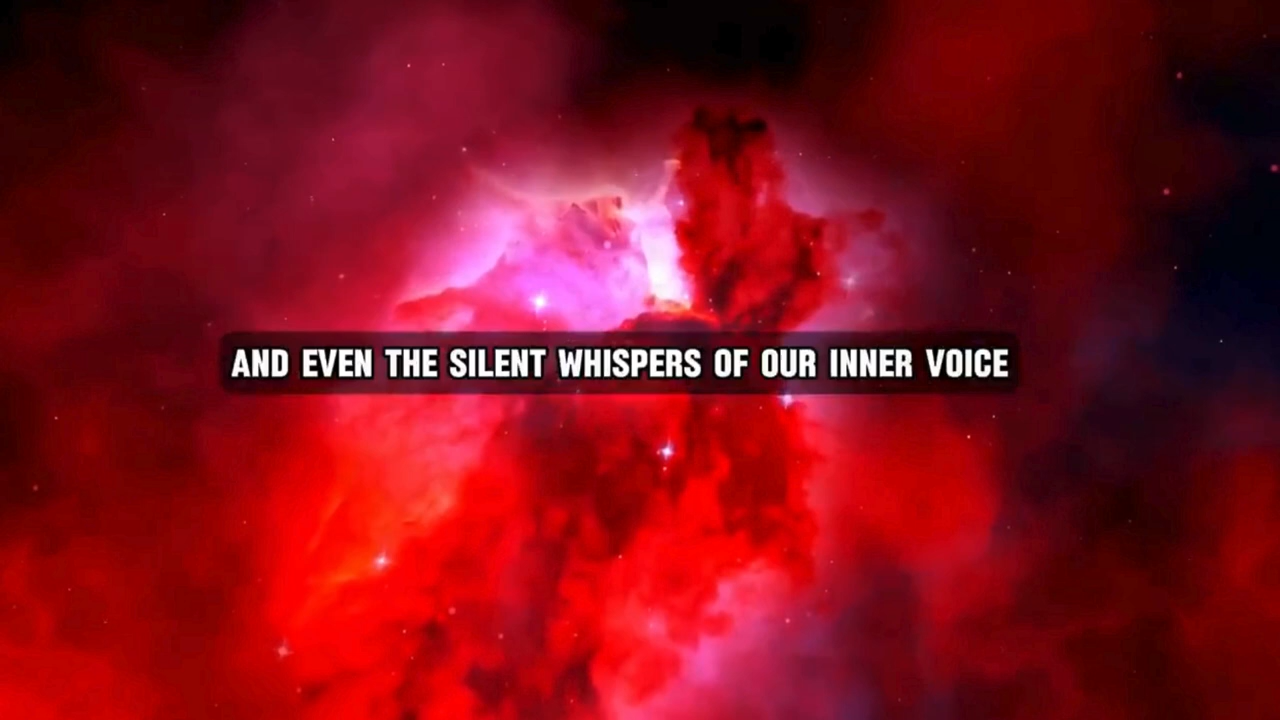 AND EVEN THE SILENT WHISPERS OF OUR INNER VOICE